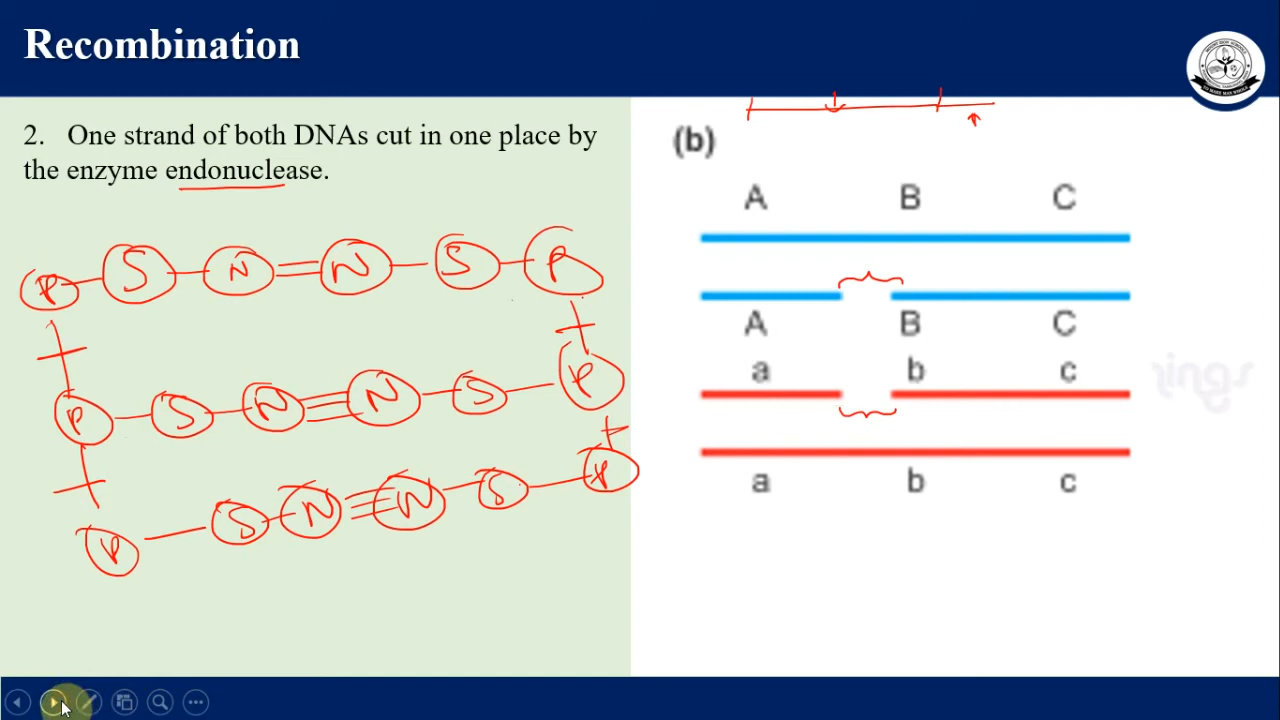 Recombination
2. One strand of both DNAs cut in one place by
the enzyme endonuclease.
P S N N S P
P S N N S P
P S N N S P
(b)
A B C
A B C
a b c
a b c